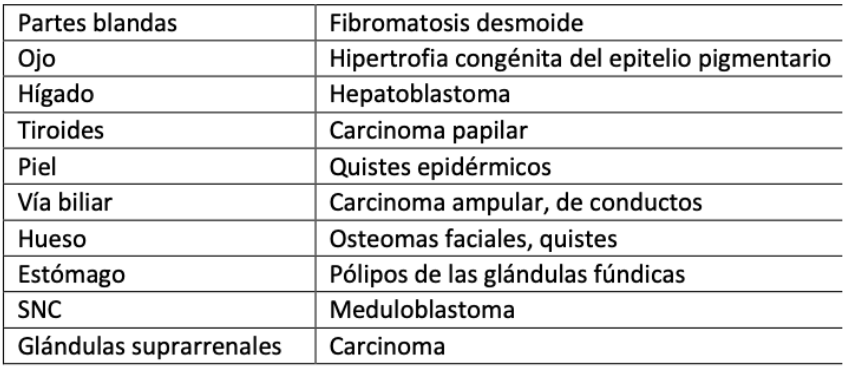 Partes blandas Fibromatosis desmoide
Ojo Hipertrofia congénita del epitelio pigmentario
Hígado Hepatoblastoma
Tiroides Carcinoma papilar
Piel Quistes epidérmicos
Vía biliar Carcinoma ampular, de conductos
Hueso Osteomas faciales, quistes
Estómago Pólipos de las glándulas fúndicas
SNC Meduloblastoma
Glándulas suprarrenales Carcinoma